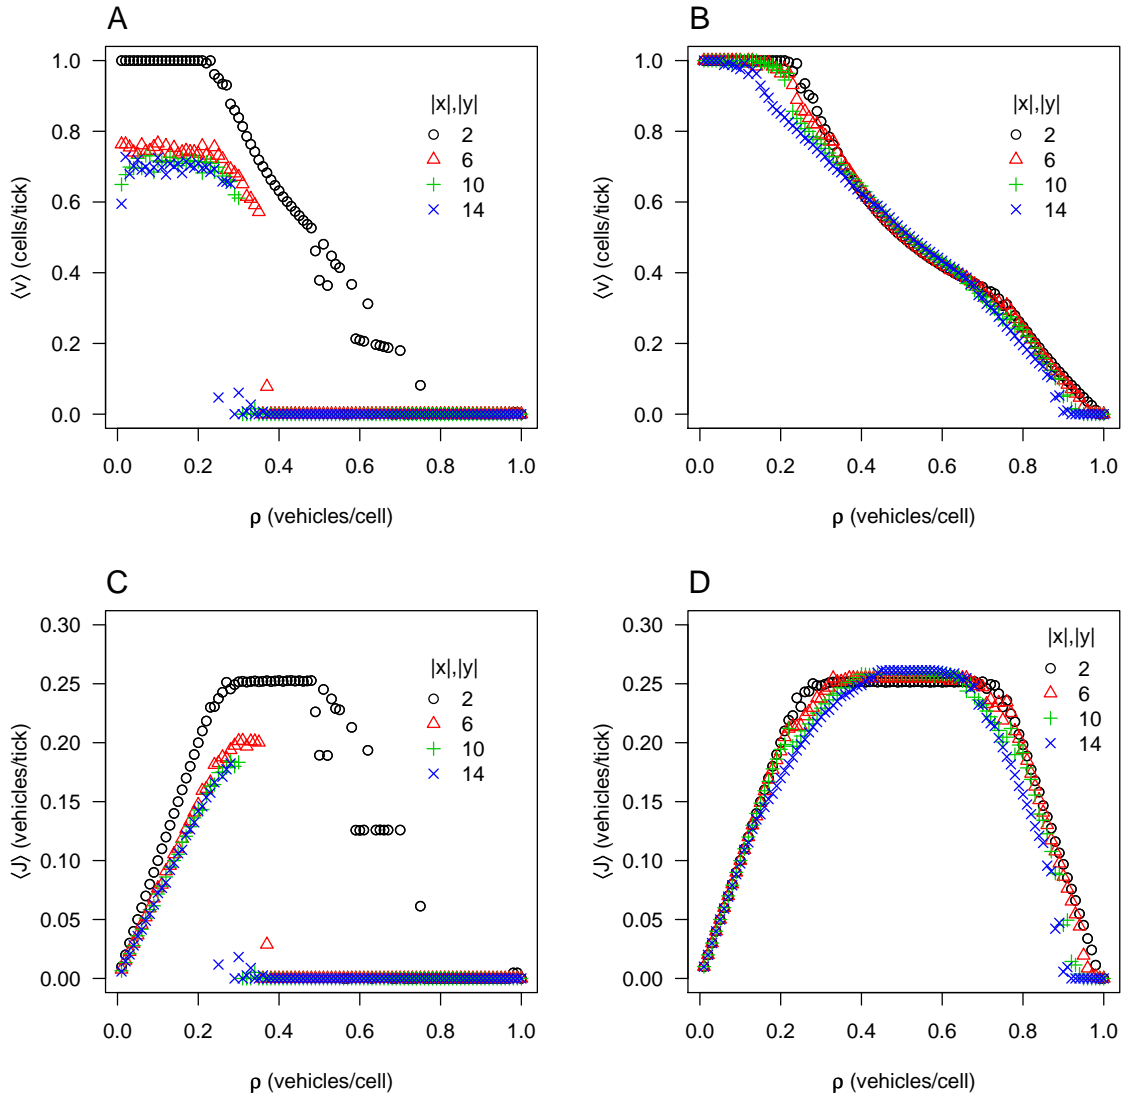 A
1.0
0.8
0.6
0.4
0.2
0.0
⟨v⟩ (cells/tick)
|x|,|y|
2
6
10
14
0.0 0.2 0.4 0.6 0.8 1.0
ρ (vehicles/cell)
B
1.0
0.8
0.6
0.4
0.2
0.0
⟨v⟩ (cells/tick)
|x|,|y|
2
6
10
14
0.0 0.2 0.4 0.6 0.8 1.0
ρ (vehicles/cell)
C
0.30
0.25
0.20
0.15
0.10
0.05
0.00
⟨J⟩ (vehicles/tick)
|x|,|y|
2
6
10
14
0.0 0.2 0.4 0.6 0.8 1.0
ρ (vehicles/cell)
D
0.30
0.25
0.20
0.15
0.10
0.05
0.00
⟨J⟩ (vehicles/tick)
|x|,|y|
2
6
10
14
0.0 0.2 0.4 0.6 0.8 1.0
ρ (vehicles/cell)